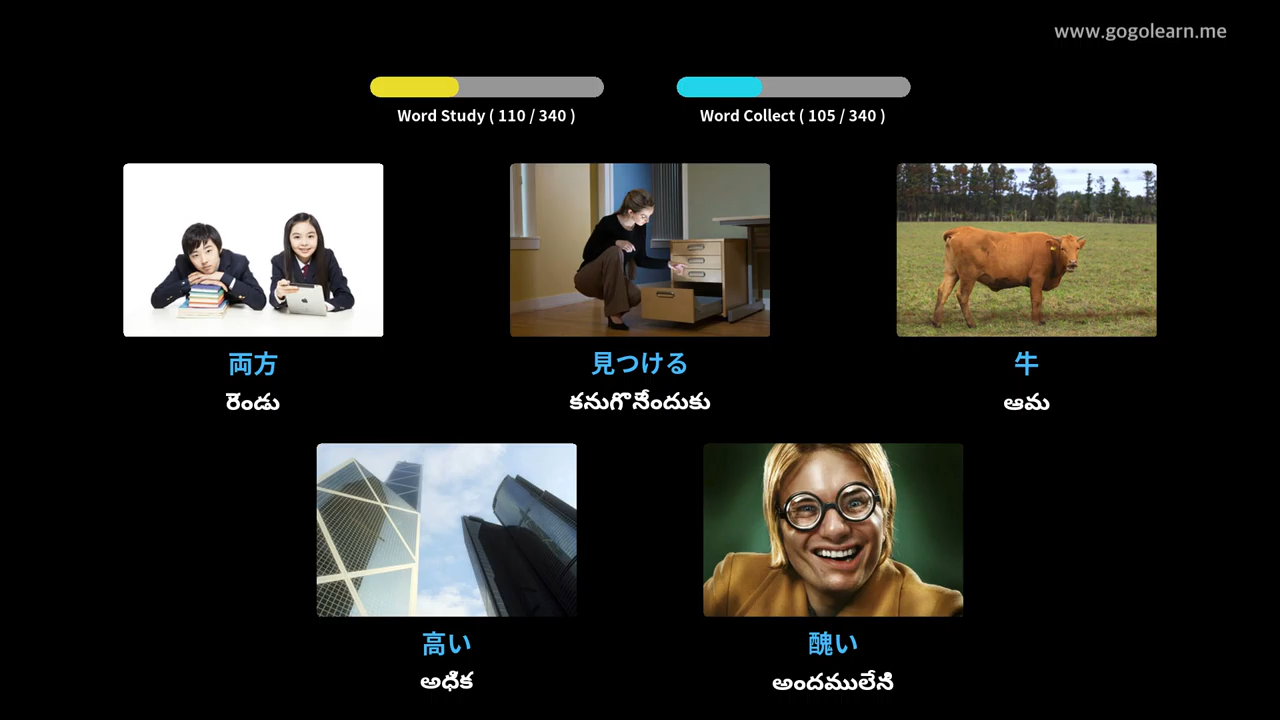 www.gogolearn.me
Word Study ( 110 / 340 )
Word Collect ( 105 / 340 )
両方
రెండు
見つける
కనుగొనేందుకు
牛
ఆమ
高い
అధిక
醜い
అందములేని